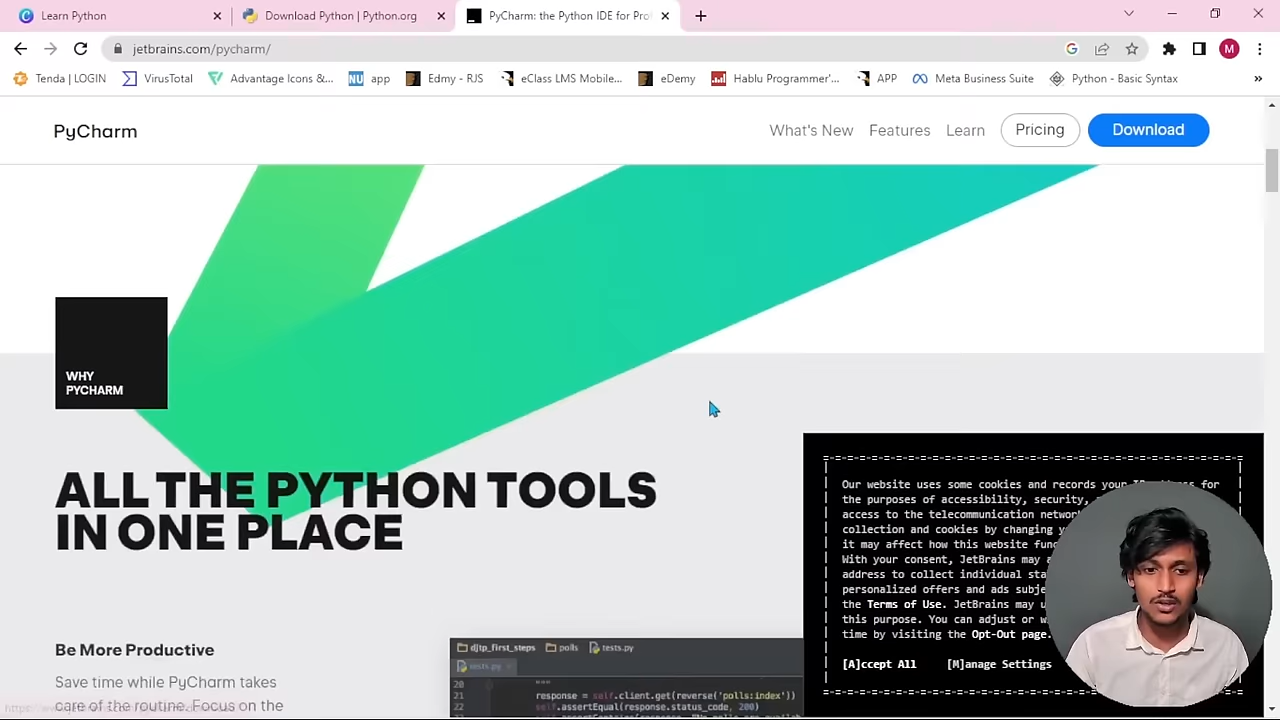 Learn Python
Download Python | Python.org
PyCharm: the Python IDE for Prof
jetbrains.com/pycharm/
M
Tenda | LOGIN
VirusTotal
Advantage Icons &...
NU app
Edmy - RJS
eClass LMS Mobile...
eDemy
Hablu Programmer'...
APP
Meta Business Suite
Python - Basic Syntax
»
PyCharm
What's New
Features
Learn
Pricing
Download
WHY
PYCHARM
ALL THE PYTHON TOOLS
IN ONE PLACE
Our website uses some cookies and records your for
the purposes of accessibility, security,
access to the telecommunication
collection and cookies by changing
it may affect how this website
With your consent, JetBrains may
address to collect individual
personalized offers and ads
the Terms of Use. JetBrains may
this purpose. You can adjust or
time by visiting the Opt-Out page.
[A]ccept All [M]anage Settings
Be More Productive
Save time while PyCharm takes
care of the routine. Focus on the
djtp_first_steps polls tests.py
tests.py
20 """
21 response = self.client.get(reverse('polls:index'))
22 self.assertEqual(response.status_code, 200)